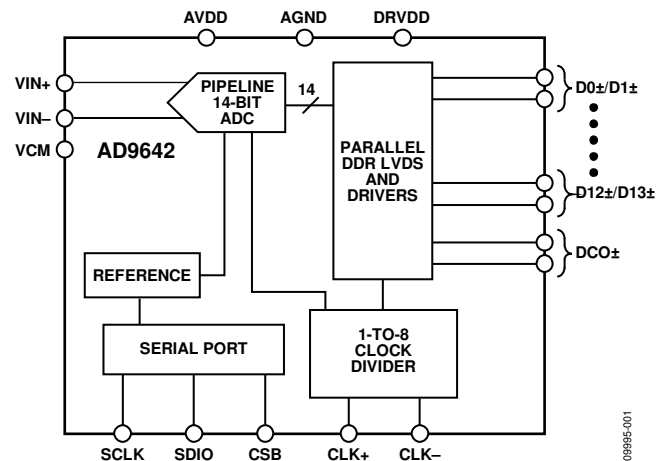 AVDD AGND DRVDD
VIN+
VIN–
VCM
AD9642
PIPELINE
14-BIT
ADC
14
PARALLEL
DDR LVDS
AND
DRIVERS
D0±/D1±
D12±/D13±
DCO±
REFERENCE
SERIAL PORT
1-TO-8
CLOCK
DIVIDER
SCLK SDIO CSB CLK+ CLK–
09995-001